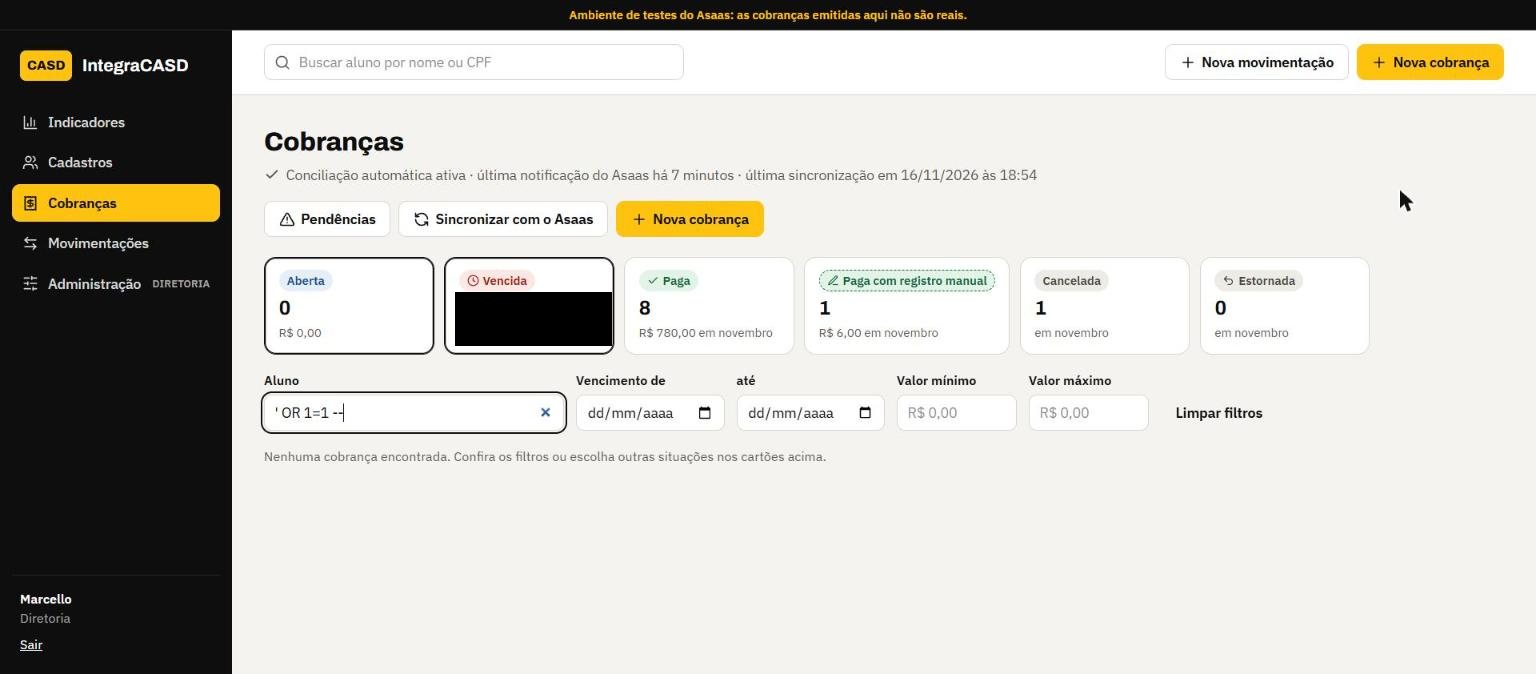 Ambiente de testes do Asaas: as cobranças emitidas aqui não são reais.
CASD IntegraCASD
Buscar aluno por nome ou CPF
Nova movimentação
Nova cobrança
Indicadores
Cadastros
Cobranças
Movimentações
Administração DIRETORIA
Marcello
Diretoria
Sair
Cobranças
Conciliação automática ativa · última notificação do Asaas há 7 minutos · última sincronização em 16/11/2026 às 18:54
Pendências
Sincronizar com o Asaas
Nova cobrança
Aberta
0
R$ 0,00
Vencida
Paga
8
R$ 780,00 em novembro
Paga com registro manual
1
R$ 6,00 em novembro
Cancelada
1
em novembro
Estornada
0
em novembro
Aluno
' OR 1=1 --
Vencimento de
dd/mm/aaaa
até
dd/mm/aaaa
Valor mínimo
R$ 0,00
Valor máximo
R$ 0,00
Limpar filtros
Nenhuma cobrança encontrada. Confira os filtros ou escolha outras situações nos cartões acima.